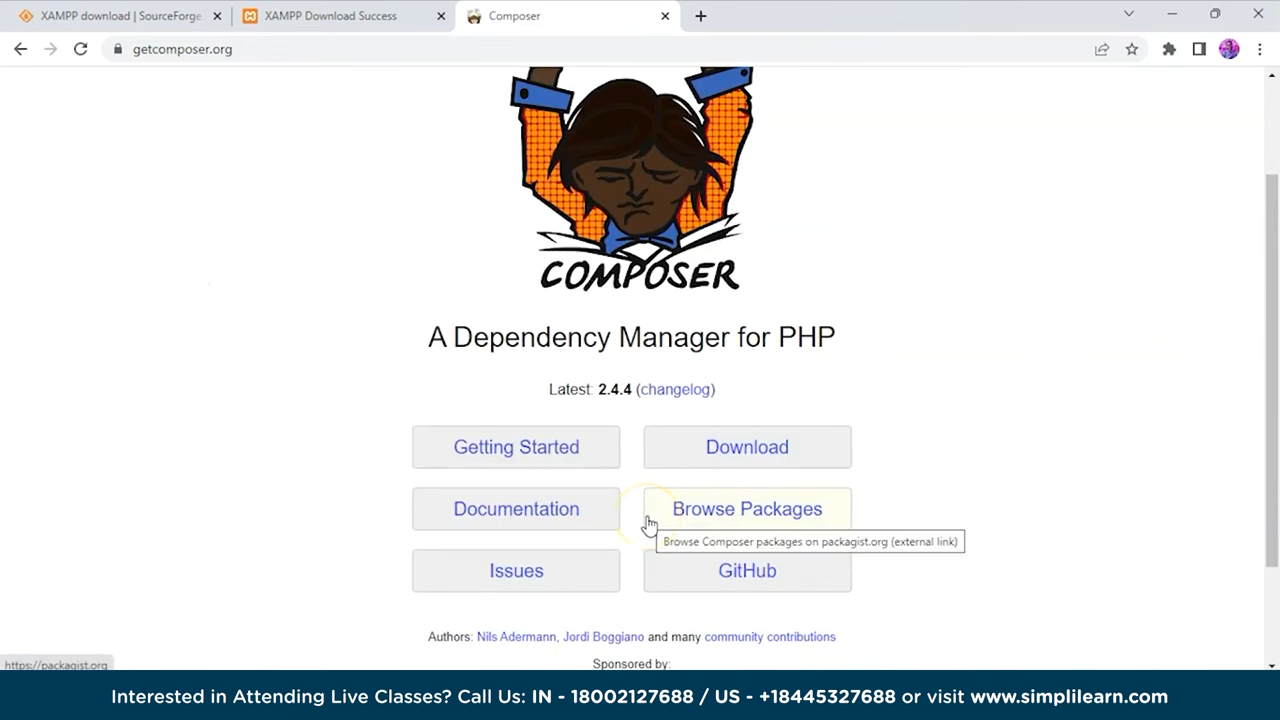 XAMPP download | SourceForge.
XAMPP Download Success
Composer
getcomposer.org
COMPOSER
A Dependency Manager for PHP
Latest: 2.4.4 (changelog)
Getting Started
Download
Documentation
Browse Packages
Browse Composer packages on packagist.org (external link)
Issues
GitHub
Authors: Nils Adermann, Jordi Boggiano and many community contributions
Sponsored by:
https://packagist.org
Interested in Attending Live Classes? Call Us: IN - 18002127688 / US - +18445327688 or visit www.simplilearn.com